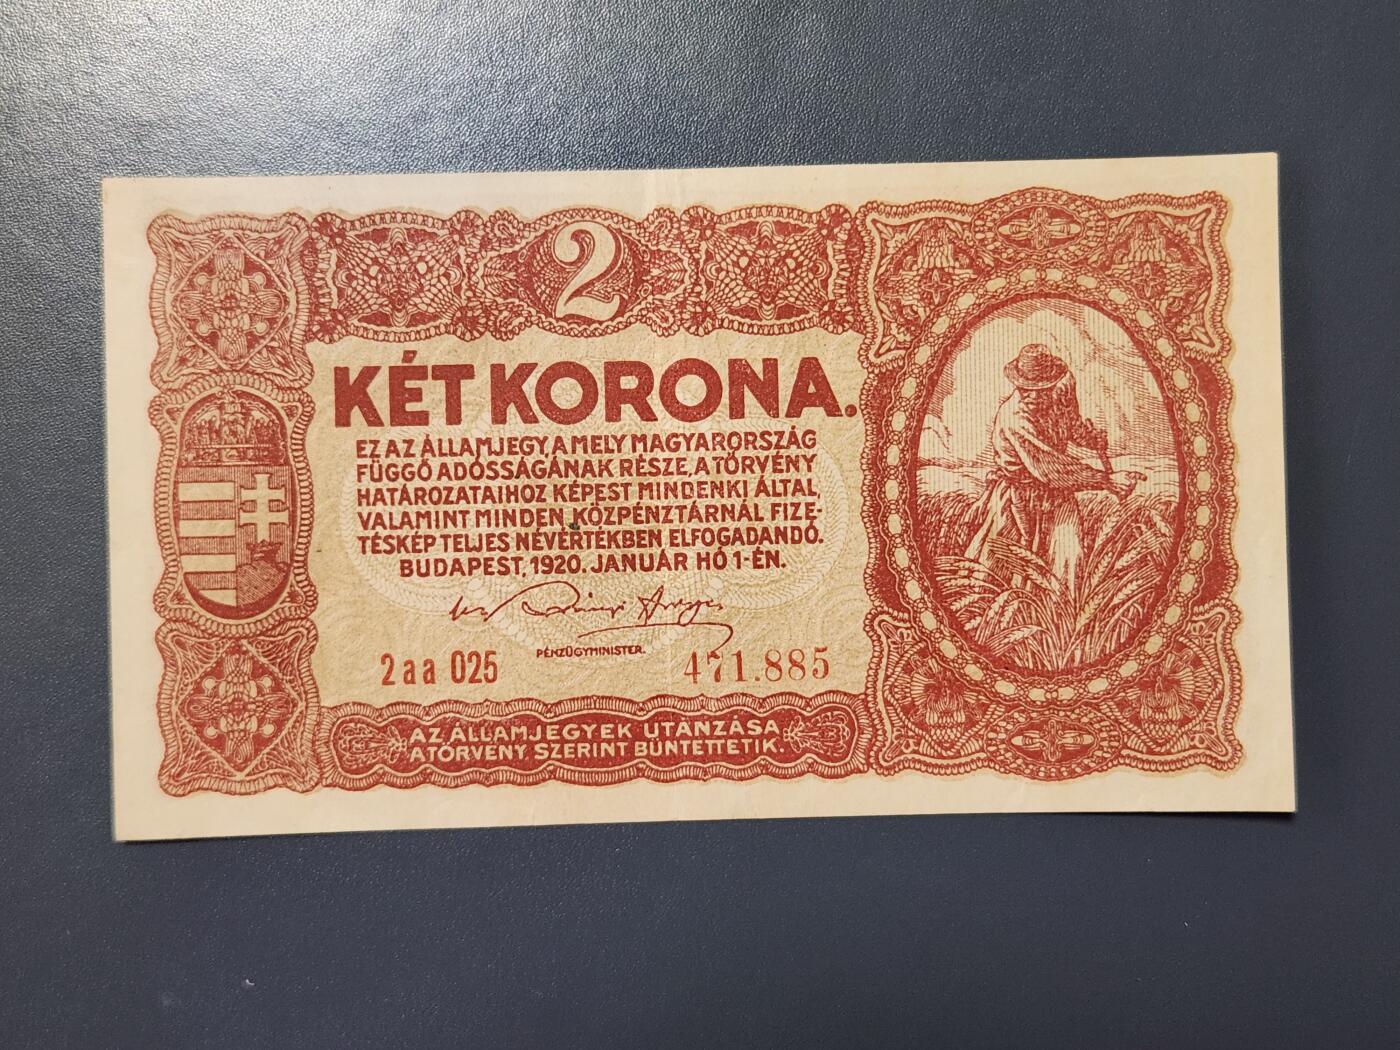 2
KÉT KORONA.
EZ AZ ÁLLAMJEGY, A MELY MAGYARORSZÁG
FÜGGŐ ADÓSSÁGÁNAK RÉSZE, A TÖRVÉNY
HATÁROZATAIHOZ KÉPEST MINDENKI ÁLTAL,
VALAMINT MINDEN KÖZPÉNZTÁRNÁL FIZE-
TÉSKÉP TELJES NÉVÉRTÉKBEN ELFOGADANDÓ.
BUDAPEST, 1920. JANUÁR HÓ 1-ÉN.
PÉNZÜGYMINISTER.
2aa 025 471.885
AZ ÁLLAMJEGYEK UTÁNZÁSA
A TÖRVÉNY SZERINT BÜNTETTETIK.